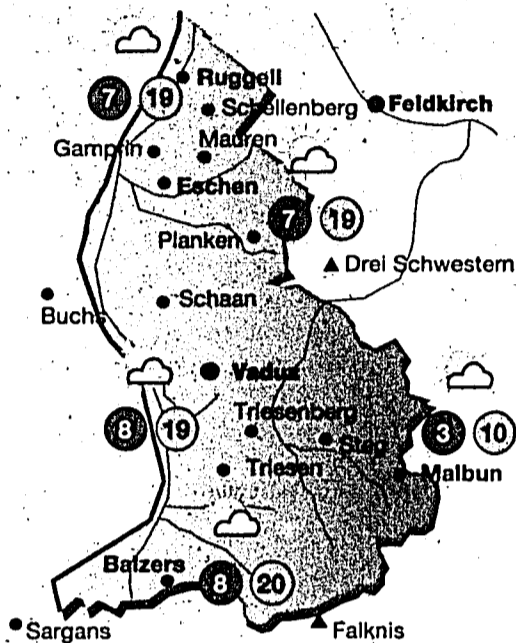 Ruggell
7 19
Schellenberg
Feldkirch
Mauren
Gamprin
Eschen
7 19
Planken
Drei Schwestern
Schaan
Buchs
Vaduz
8 19
Triesenberg
3 10
Steg
Triesen
Malbun
Balzers
8 20
Sargans
Falknis